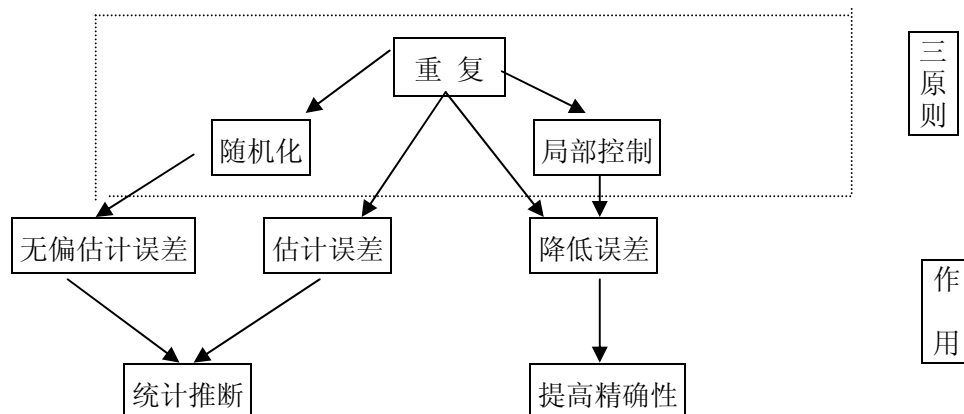 重 复
三
原
则
随机化
局部控制
无偏估计误差
估计误差
降低误差
作
用
统计推断
提高精确性